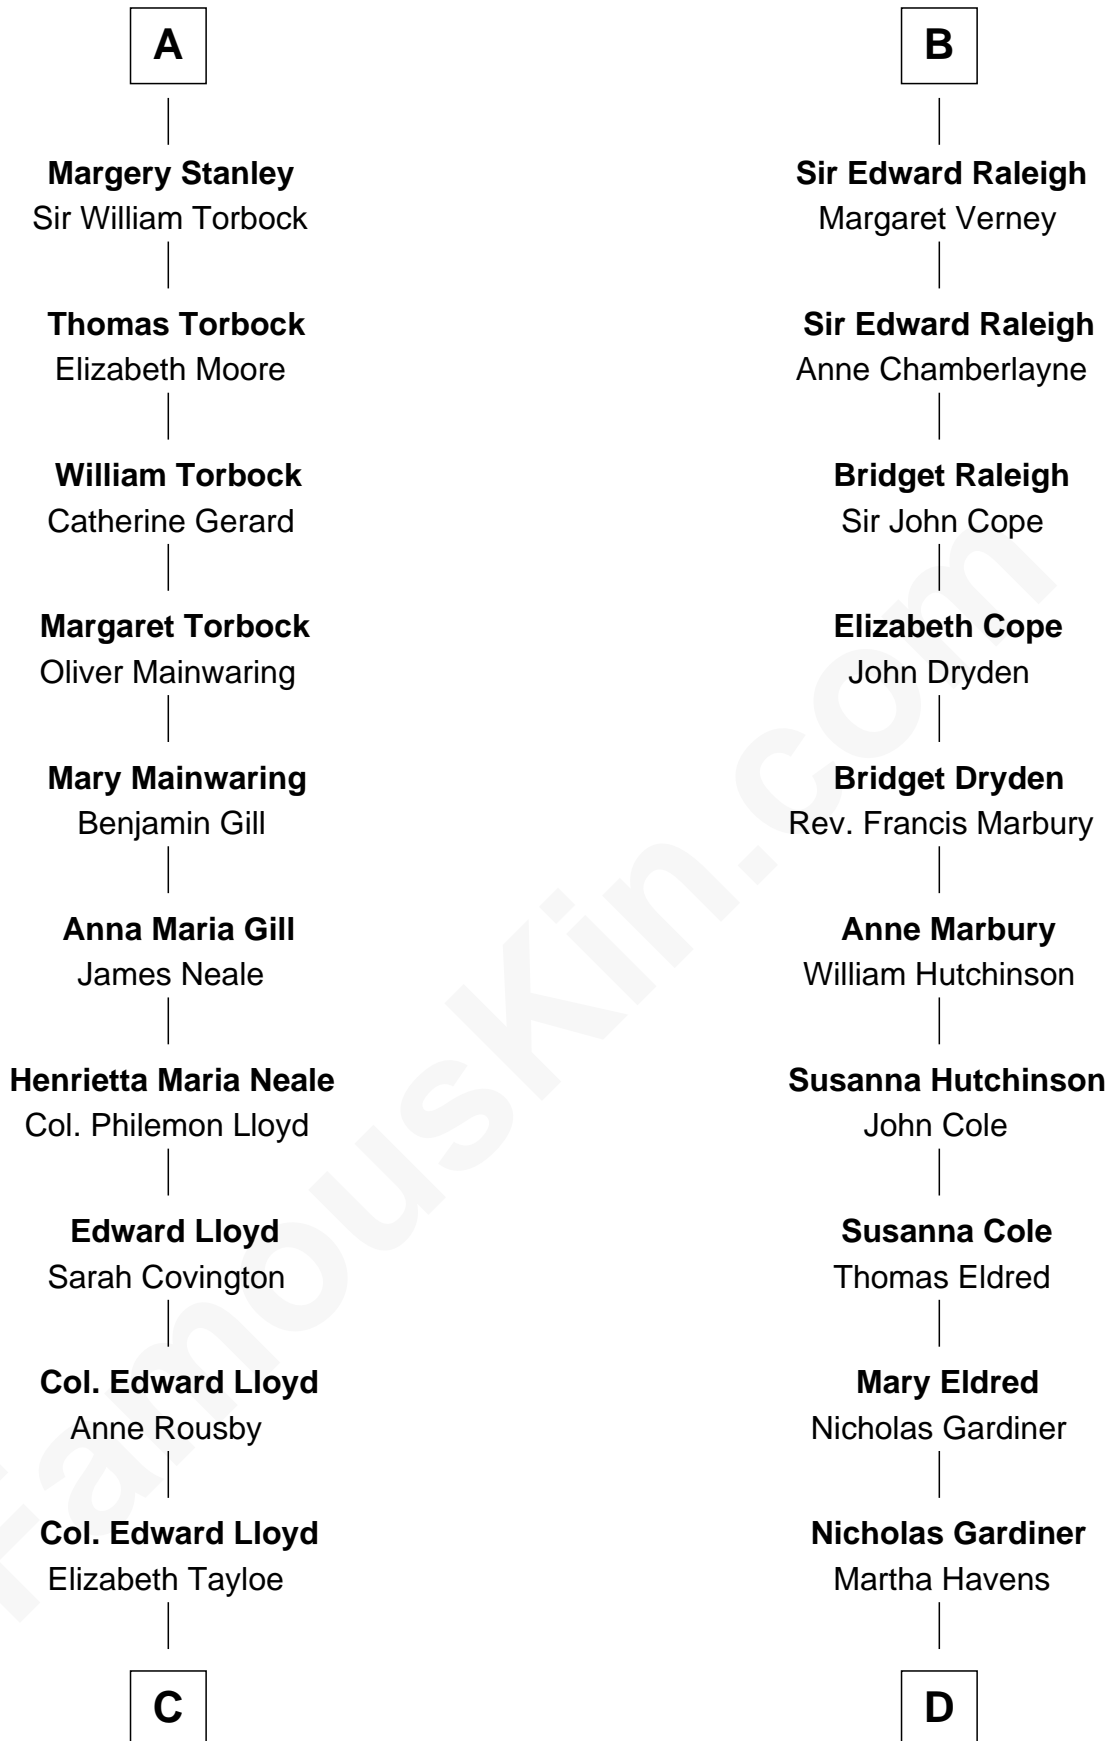 A
Margery Stanley
Sir William Torbock
Thomas Torbock
Elizabeth Moore
William Torbock
Catherine Gerard
Margaret Torbock
Oliver Mainwaring
Mary Mainwaring
Benjamin Gill
Anna Maria Gill
James Neale
Henrietta Maria Neale
Col. Philemon Lloyd
Edward Lloyd
Sarah Covington
Col. Edward Lloyd
Anne Rousby
Col. Edward Lloyd
Elizabeth Tayloe
C
B
Sir Edward Raleigh
Margaret Verney
Sir Edward Raleigh
Anne Chamberlayne
Bridget Raleigh
Sir John Cope
Elizabeth Cope
John Dryden
Bridget Dryden
Rev. Francis Marbury
Anne Marbury
William Hutchinson
Susanna Hutchinson
John Cole
Susanna Cole
Thomas Eldred
Mary Eldred
Nicholas Gardiner
Nicholas Gardiner
Martha Havens
D
FamousKin.com